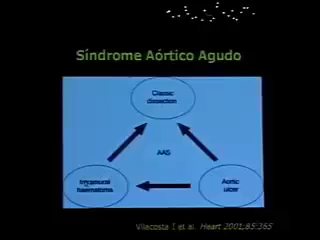 Síndrome Aórtico Agudo
Classic
dissection
AAS
Intramural
haematoma
Aortic
ulcer
Vilacosta I et al. Heart 2001;85:365